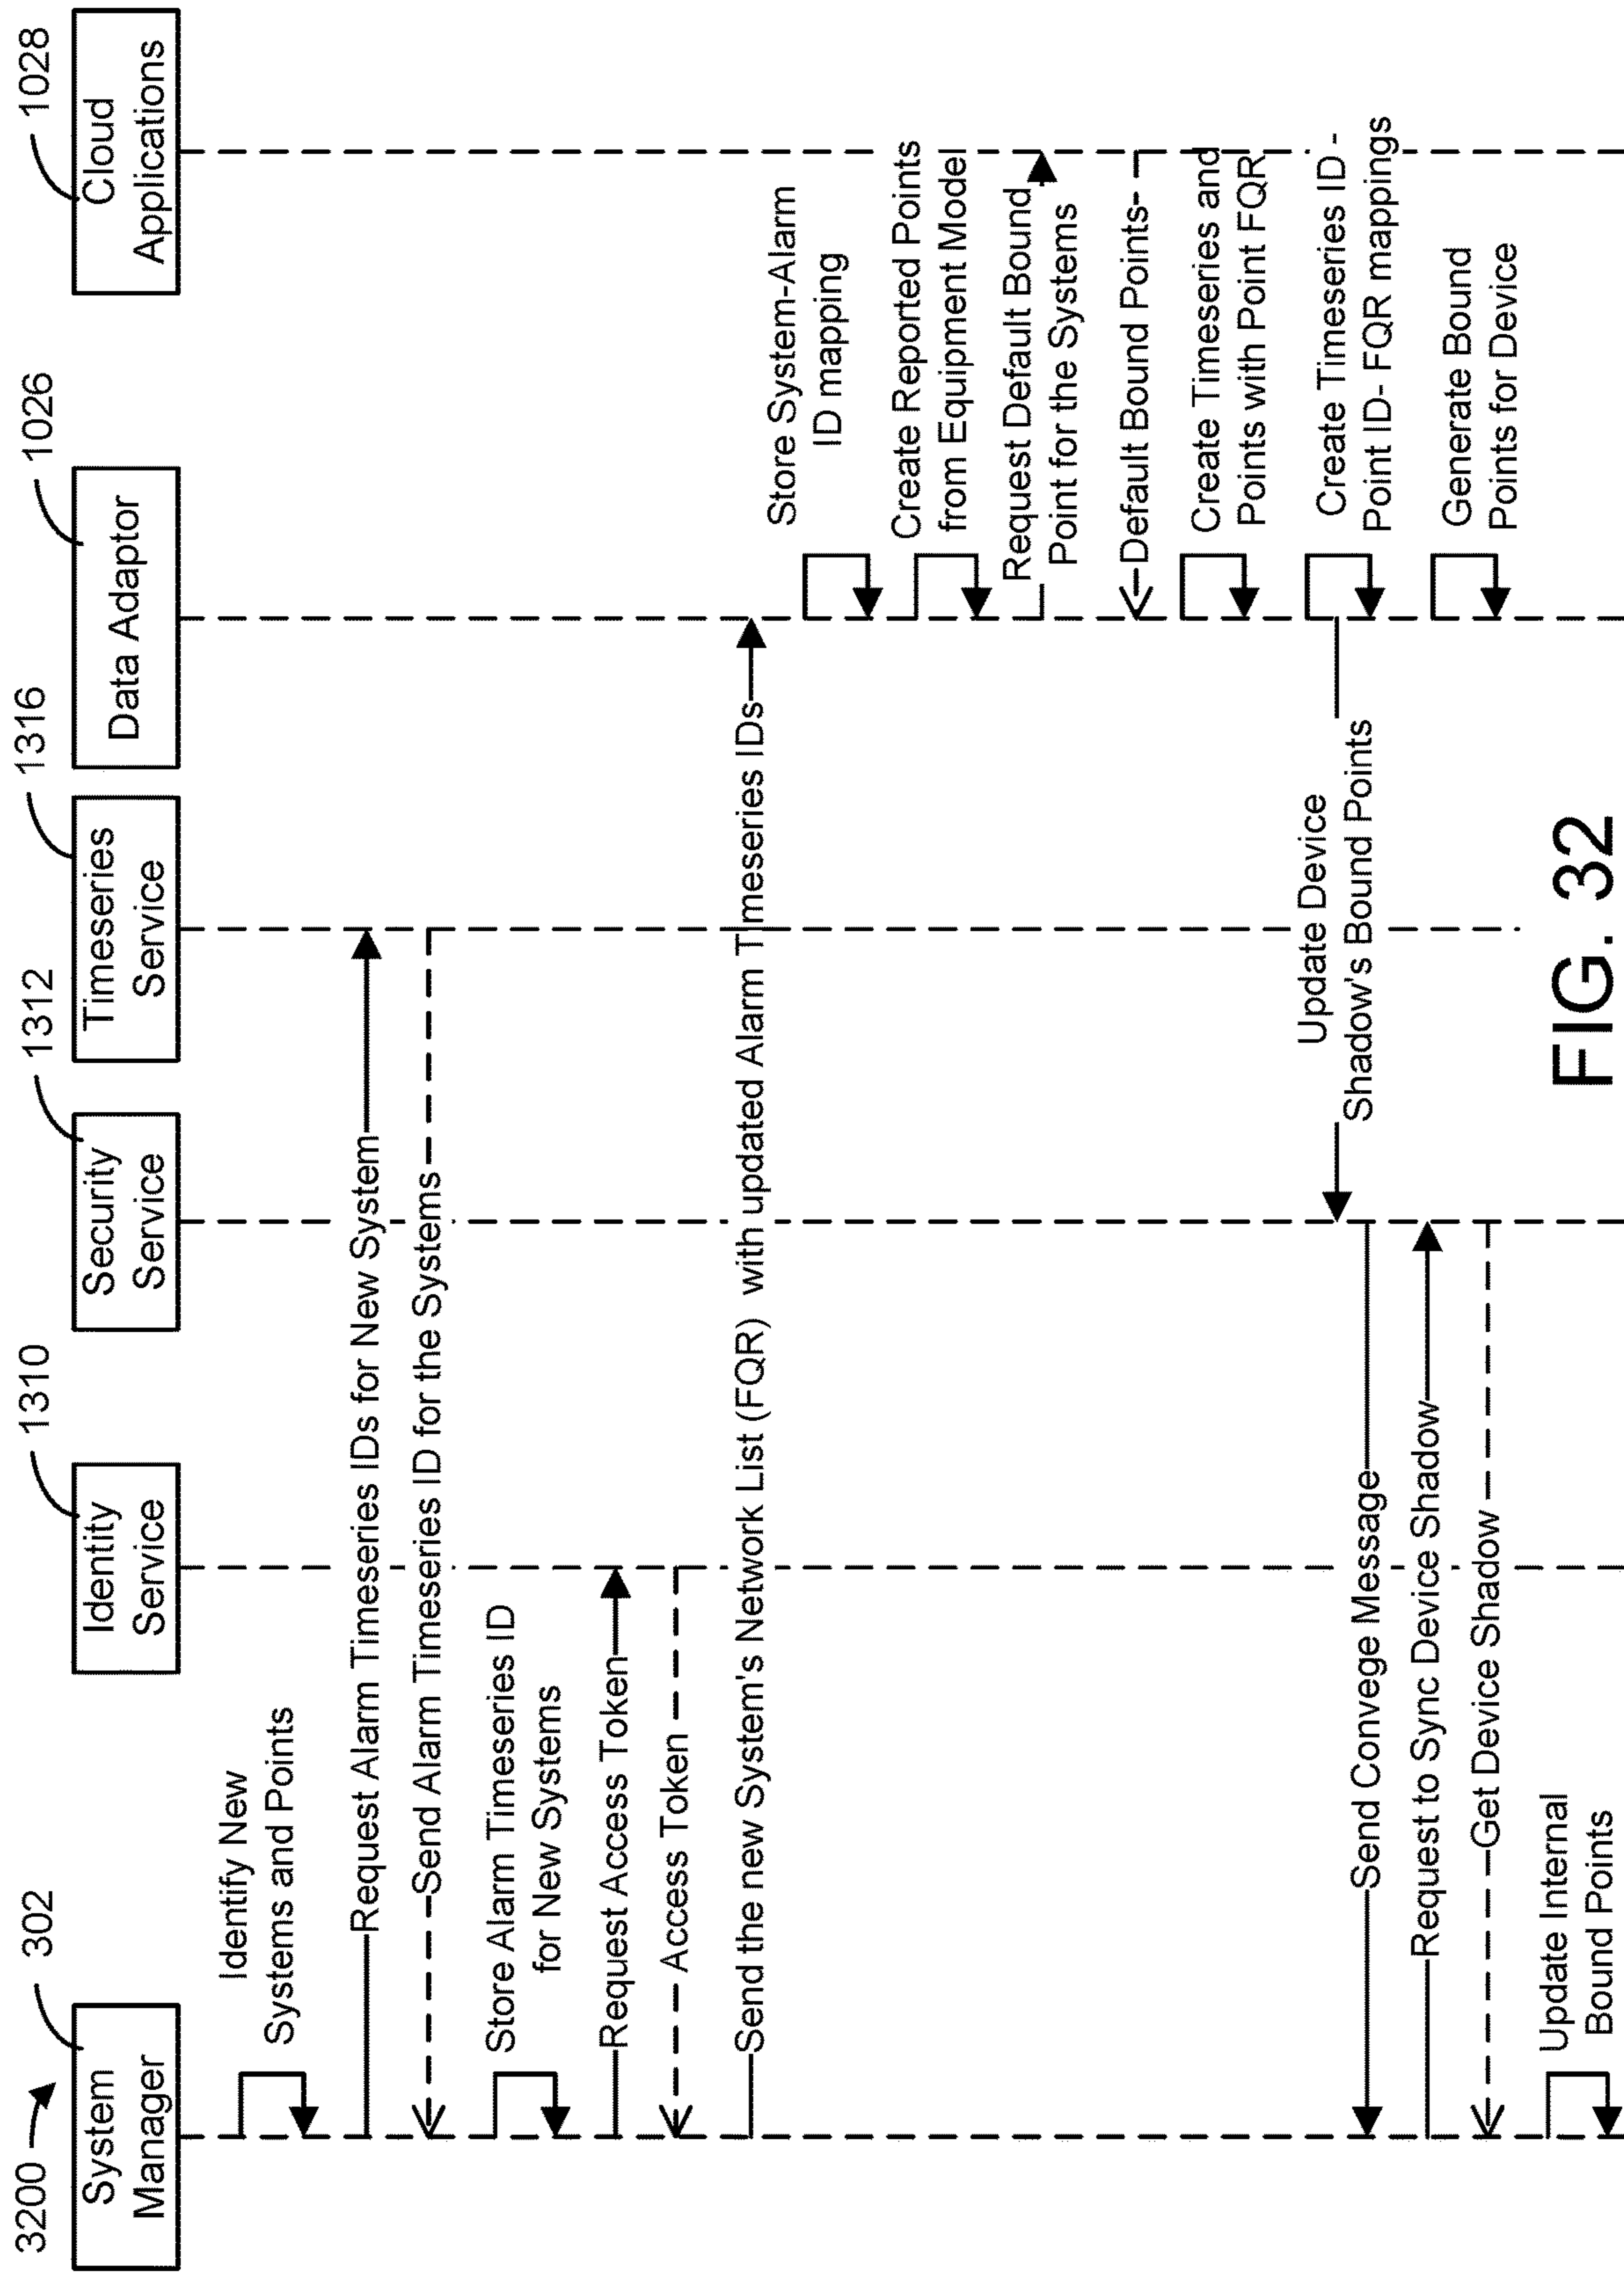 3200
302
1310
1312
1316
1026
1028
System
Manager
Identity
Service
Security
Service
Timeseries
Service
Data Adaptor
Cloud
Applications
Identify New
Systems and Points
Request Alarm Timeseries IDs for New System
Send Alarm Timeseries ID for the Systems
Store Alarm Timeseries ID
for New Systems
Request Access Token
Access Token
Send the new System's Network List (FQR) with updated Alarm Timeseries IDs
Store System-Alarm
ID mapping
Create Reported Points
from Equipment Model
Request Default Bound
Point for the Systems
Default Bound Points
Create Timeseries and
Points with Point FQR
Create Timeseries ID -
Point ID- FQR mappings
Update Device
Shadow's Bound Points
Generate Bound
Points for Device
Send Convege Message
Request to Sync Device Shadow
Get Device Shadow
Update Internal
Bound Points
FIG. 32